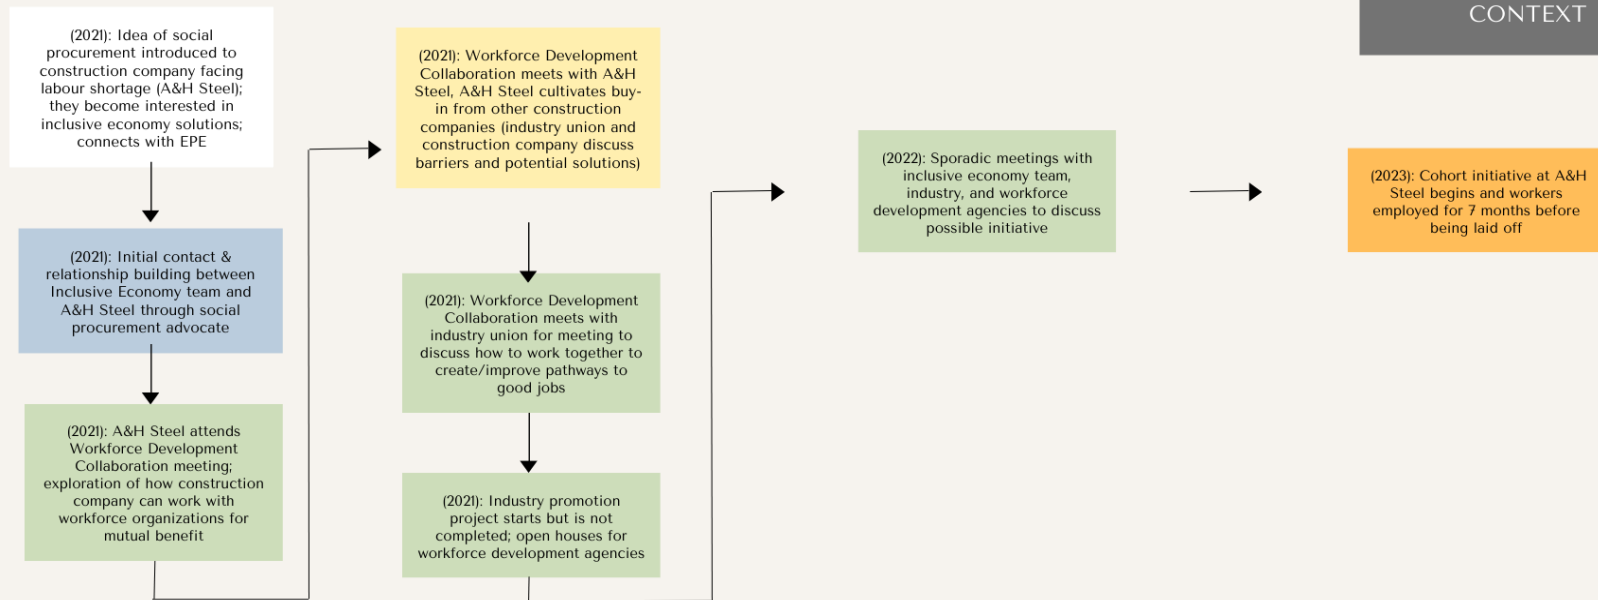 CONTEXT
(2021): Idea of social
procurement introduced to
construction company facing
labour shortage (A&H Steel);
they become interested in
inclusive economy solutions;
connects with EPE
(2021): Initial contact &
relationship building between
Inclusive Economy team and
A&H Steel through social
procurement advocate
(2021): A&H Steel attends
Workforce Development
Collaboration meeting;
exploration of how construction
company can work with
workforce organizations for
mutual benefit
(2021): Workforce Development
Collaboration meets with A&H
Steel, A&H Steel cultivates buy-
in from other construction
companies (industry union and
construction company discuss
barriers and potential solutions)
(2021): Workforce Development
Collaboration meets with
industry union for meeting to
discuss how to work together to
create/improve pathways to
good jobs
(2021): Industry promotion
project starts but is not
completed; open houses for
workforce development agencies
(2022): Sporadic meetings with
inclusive economy team,
industry, and workforce
development agencies to discuss
possible initiative
(2023): Cohort initiative at A&H
Steel begins and workers
employed for 7 months before
being laid off